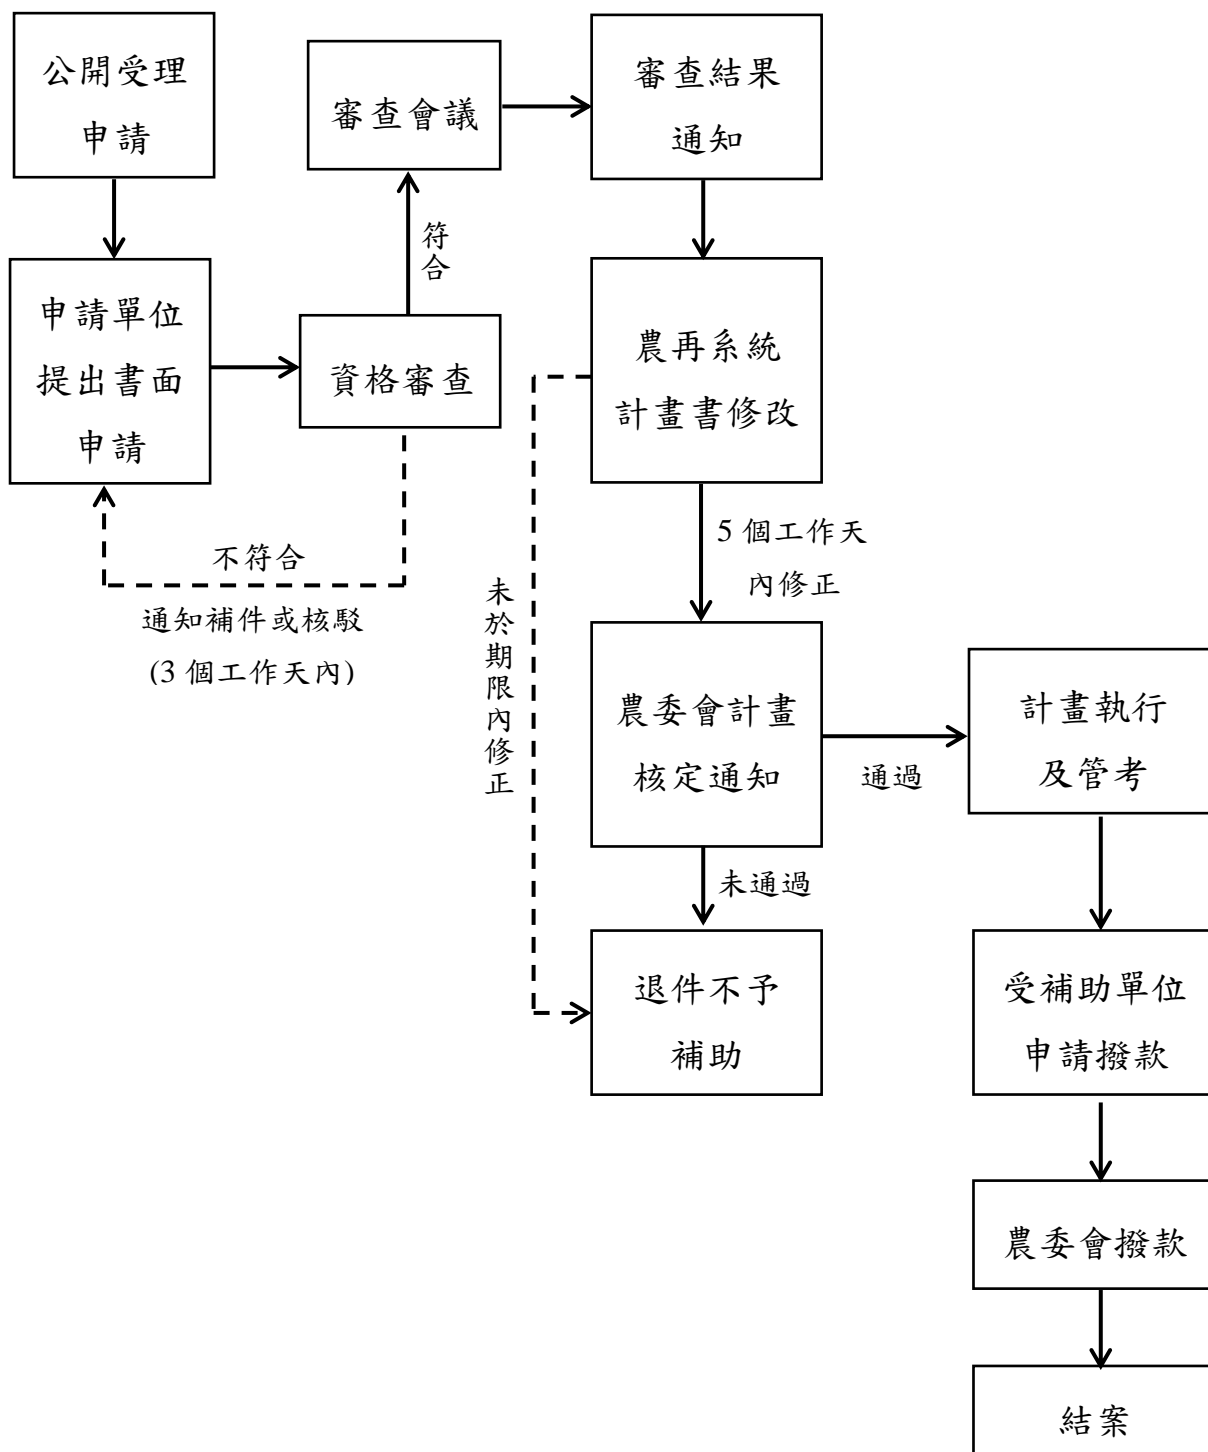 公開受理
申請
申請單位
提出書面
申請
資格審查
符合
不符合
通知補件或核駁
(3 個工作天內)
審查會議
審查結果
通知
農再系統
計畫書修改
5 個工作天
內修正
未於期限內修正
農委會計畫
核定通知
通過
未通過
退件不予
補助
計畫執行
及管考
受補助單位
申請撥款
農委會撥款
結案